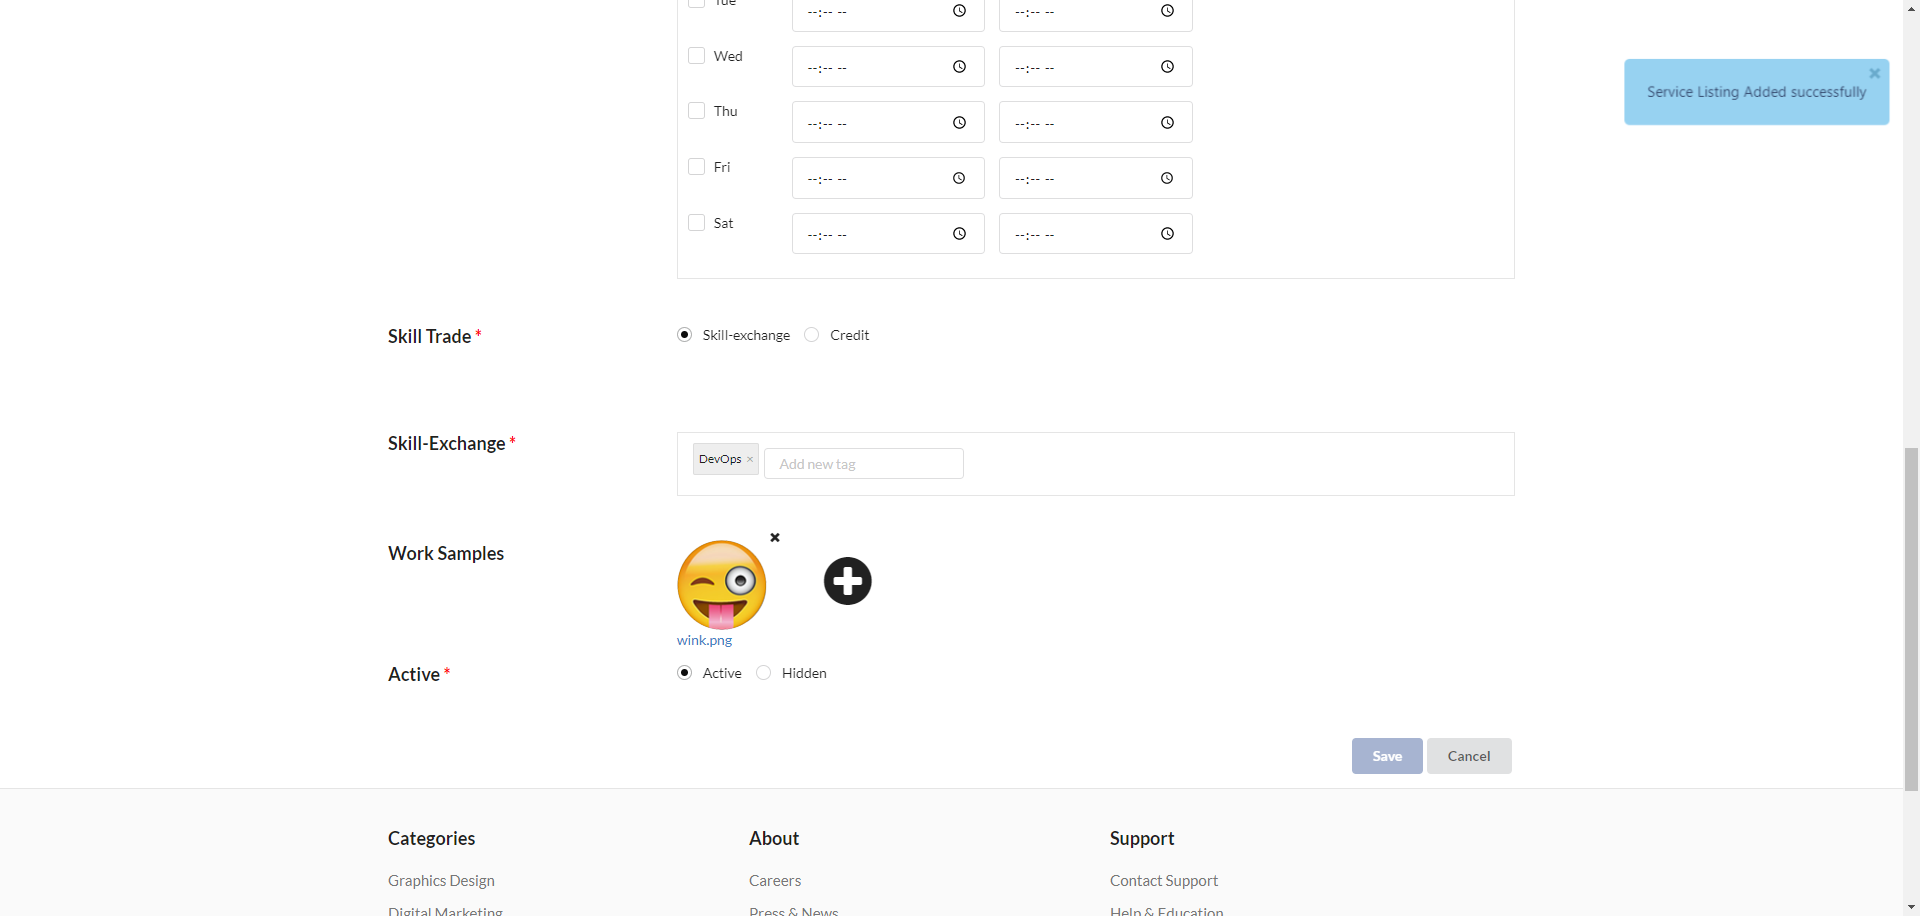 Tue --:-- -- --:-- --
Wed --:-- -- --:-- --
Service Listing Added successfully
Thu --:-- -- --:-- --
Fri --:-- -- --:-- --
Sat --:-- -- --:-- --
Skill Trade * Skill-exchange Credit
Skill-Exchange * DevOps × Add new tag
Work Samples
wink.png
Active * Active Hidden
Save Cancel
Categories About Support
Graphics Design Careers Contact Support
Digital Marketing Press & News Help & Education